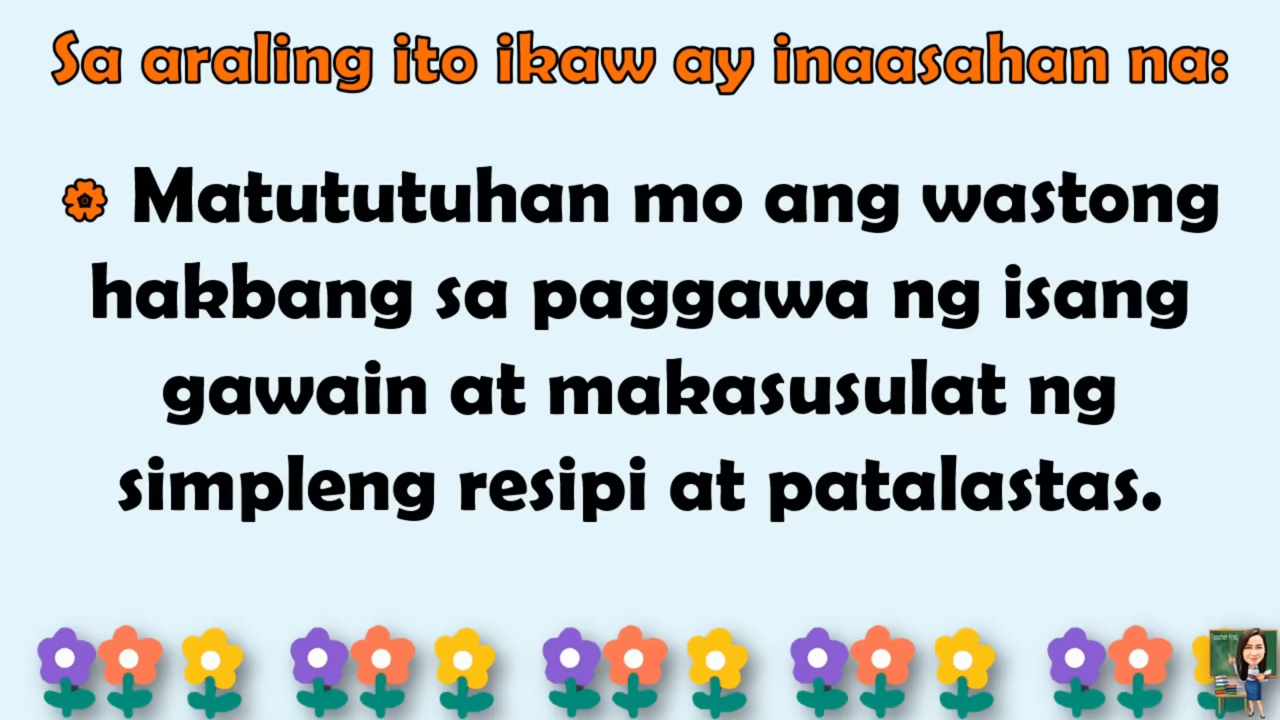 Sa araling ito ikaw ay inaasahan na:
Matututuhan mo ang wastong
hakbang sa paggawa ng isang
gawain at makasusulat ng
simpleng resipi at patalastas.